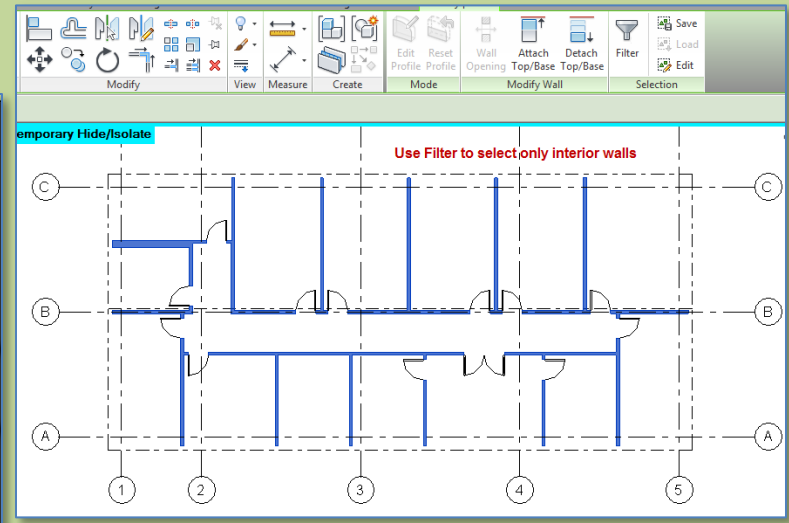 Edit Profile
Reset Profile
Wall Opening
Attach Top/Base
Detach Top/Base
Filter
Save
Load
Edit
Modify
View
Measure
Create
Mode
Modify Wall
Selection
emporary Hide/Isolate
Use Filter to select only interior walls
C
C
B
B
A
A
1
2
3
4
5